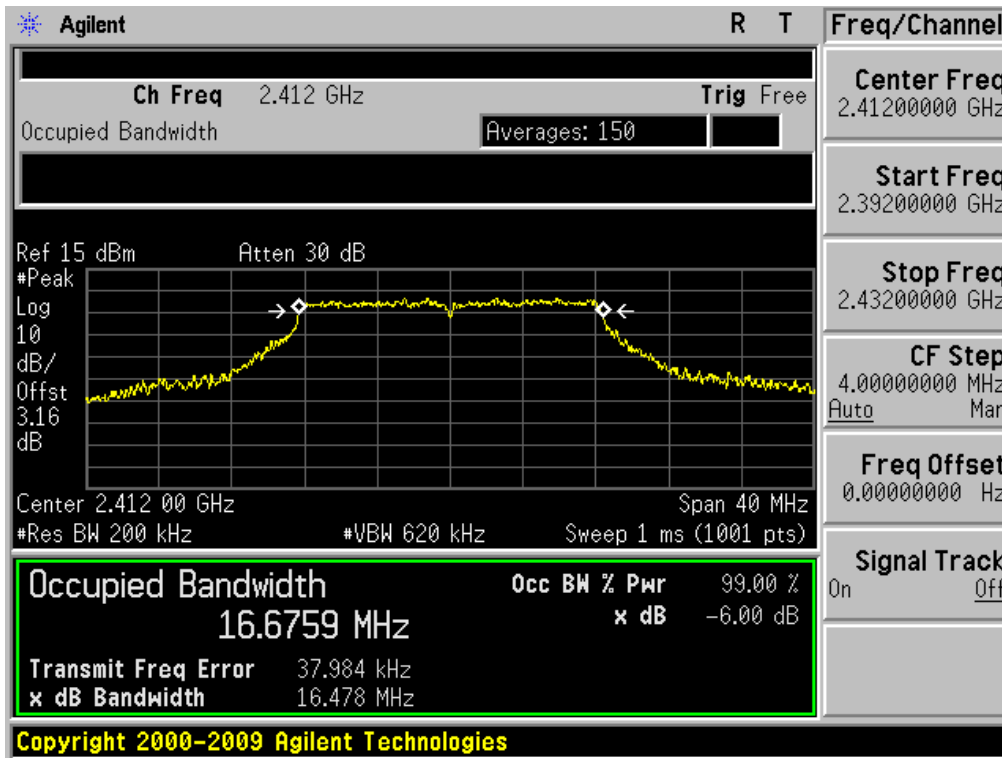 Agilent R T Freq/Channel
Ch Freq 2.412 GHz Trig Free
Occupied Bandwidth Averages: 150
Center Freq
2.41200000 GHz
Start Freq
2.39200000 GHz
Stop Freq
2.43200000 GHz
CF Step
4.00000000 MHz
Auto Man
Freq Offset
0.00000000 Hz
Signal Track
On Off
Ref 15 dBm Atten 30 dB
#Peak
Log
10
dB/
Offst
3.16
dB
Center 2.412 00 GHz Span 40 MHz
#Res BW 200 kHz #VBW 620 kHz Sweep 1 ms (1001 pts)
Occupied Bandwidth Occ BW % Pwr 99.00 %
16.6759 MHz x dB -6.00 dB
Transmit Freq Error 37.984 kHz
x dB Bandwidth 16.478 MHz
Copyright 2000-2009 Agilent Technologies